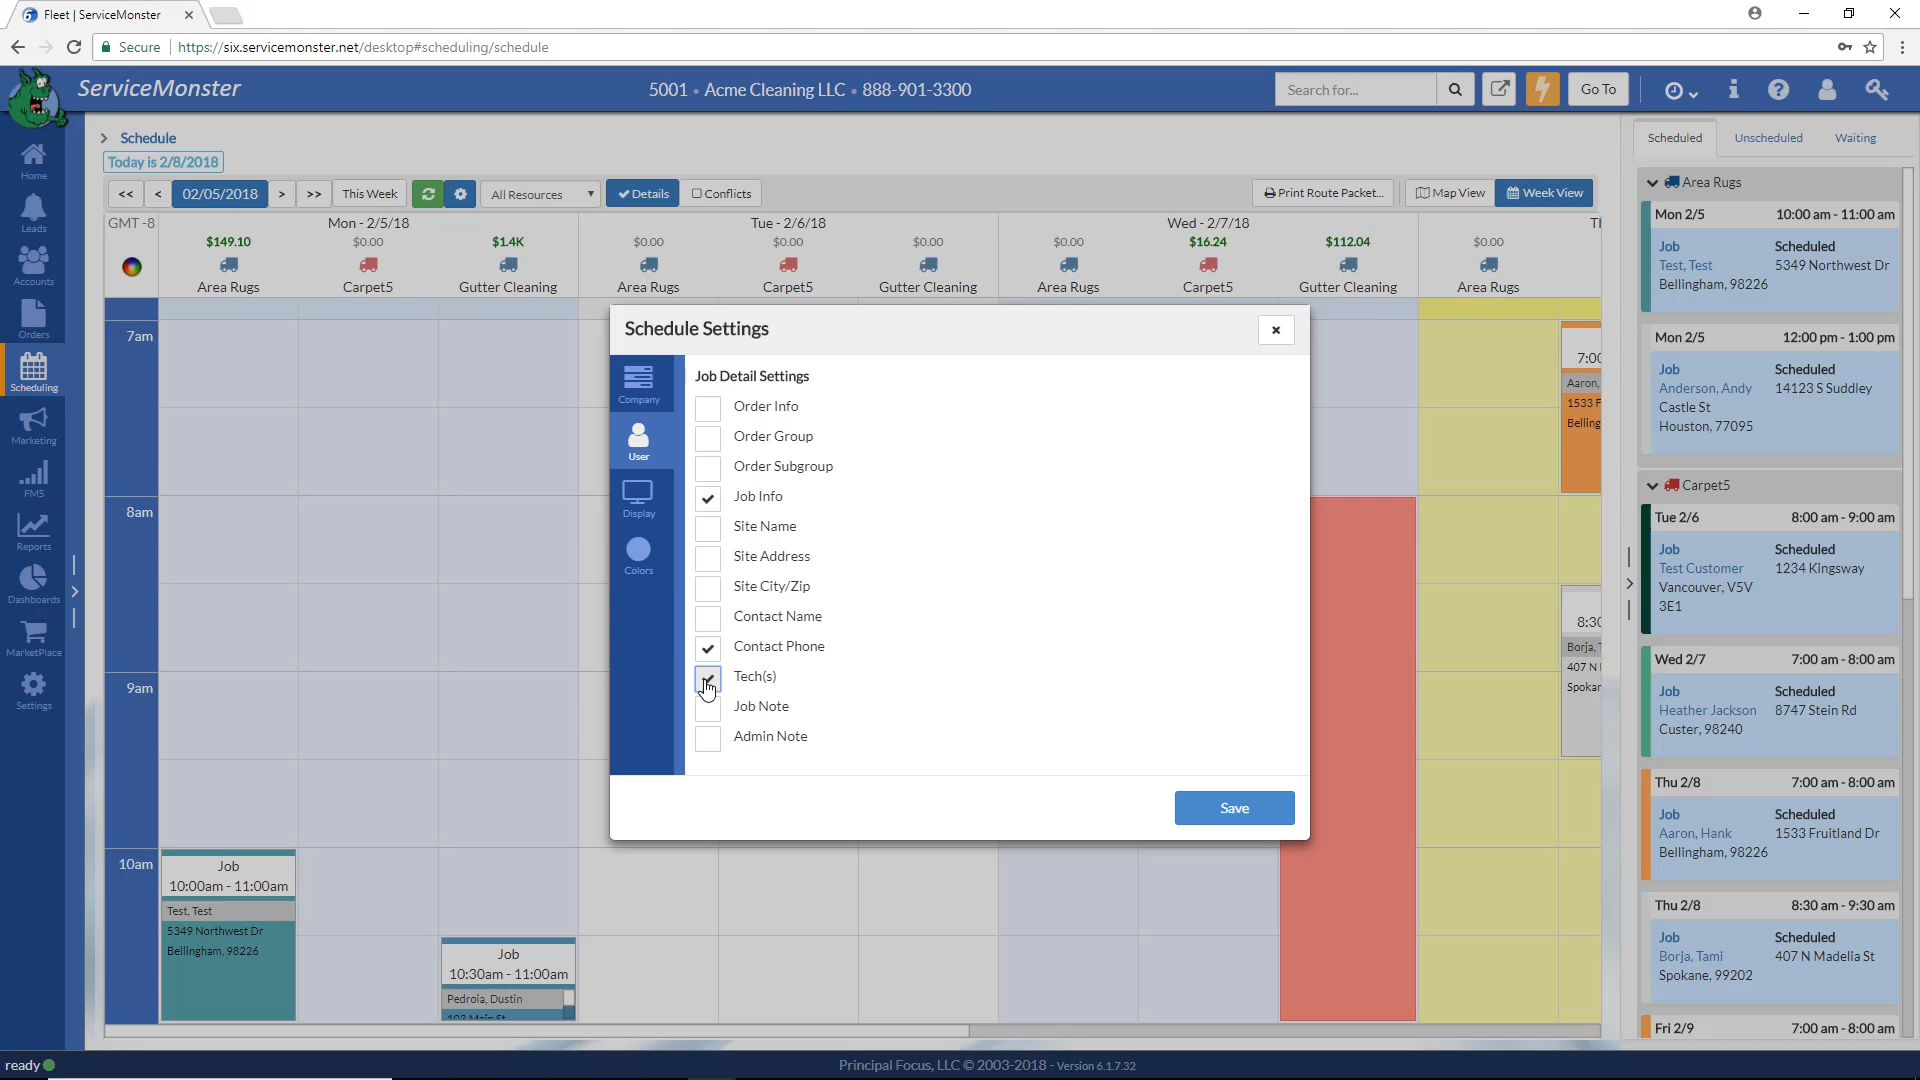 Fleet | ServiceMonster
Secure
https://six.servicemonster.net/desktop#scheduling/schedule
ServiceMonster
5001 • Acme Cleaning LLC • 888-901-3300
Search for...
Go To
Home
Leads
Accounts
Orders
Scheduling
Marketing
FMS
Reports
Dashboards
MarketPlace
Settings
Schedule
Today is 2/8/2018
<< < 02/05/2018 > >> This Week All Resources Details Conflicts Print Route Packet... Map View Week View
GMT -8
Mon - 2/5/18 Tue - 2/6/18 Wed - 2/7/18
$149.10 $0.00 $1.4K $0.00 $0.00 $0.00 $0.00 $16.24 $112.04 $0.00
Area Rugs Carpet5 Gutter Cleaning Area Rugs Carpet5 Gutter Cleaning Area Rugs Carpet5 Gutter Cleaning Area Rugs
7am
8am
9am
10am
Job
10:00am - 11:00am
Test, Test
5349 Northwest Dr
Bellingham, 98226
Job
10:30am - 11:00am
Pedroia, Dustin
103 Main St
7:00
Aaron,
1533 F
Belling
8:30
Borja, T
407 N
Spokar
Schedule Settings
Company
User
Display
Colors
Job Detail Settings
Order Info
Order Group
Order Subgroup
Job Info
Site Name
Site Address
Site City/Zip
Contact Name
Contact Phone
Tech(s)
Job Note
Admin Note
Save
Scheduled Unscheduled Waiting
Area Rugs
Mon 2/5 10:00 am - 11:00 am
Job Scheduled
Test, Test 5349 Northwest Dr
Bellingham, 98226
Mon 2/5 12:00 pm - 1:00 pm
Job Scheduled
Anderson, Andy 14123 S Suddley
Castle St
Houston, 77095
Carpet5
Tue 2/6 8:00 am - 9:00 am
Job Scheduled
Test Customer 1234 Kingsway
Vancouver, V5V
3E1
Wed 2/7 7:00 am - 8:00 am
Job Scheduled
Heather Jackson 8747 Stein Rd
Custer, 98240
Thu 2/8 7:00 am - 8:00 am
Job Scheduled
Aaron, Hank 1533 Fruitland Dr
Bellingham, 98226
Thu 2/8 8:30 am - 9:30 am
Job Scheduled
Borja, Tami 407 N Madelia St
Spokane, 99202
Fri 2/9 7:00 am - 8:00 am
ready
Principal Focus, LLC © 2003-2018 - Version 6.1.7.32